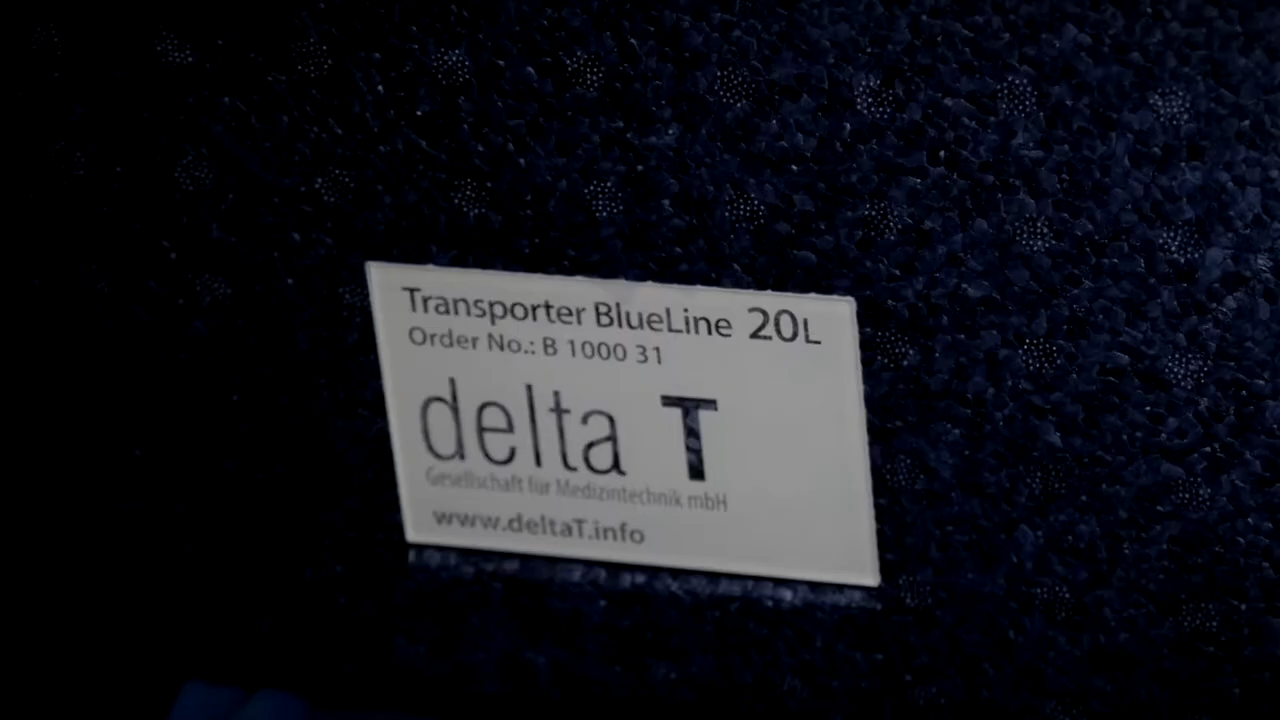 Transporter BlueLine 20L
Order No.: B 1000 31
delta T
Gesellschaft für Medizintechnik mbH
www.deltaT.info